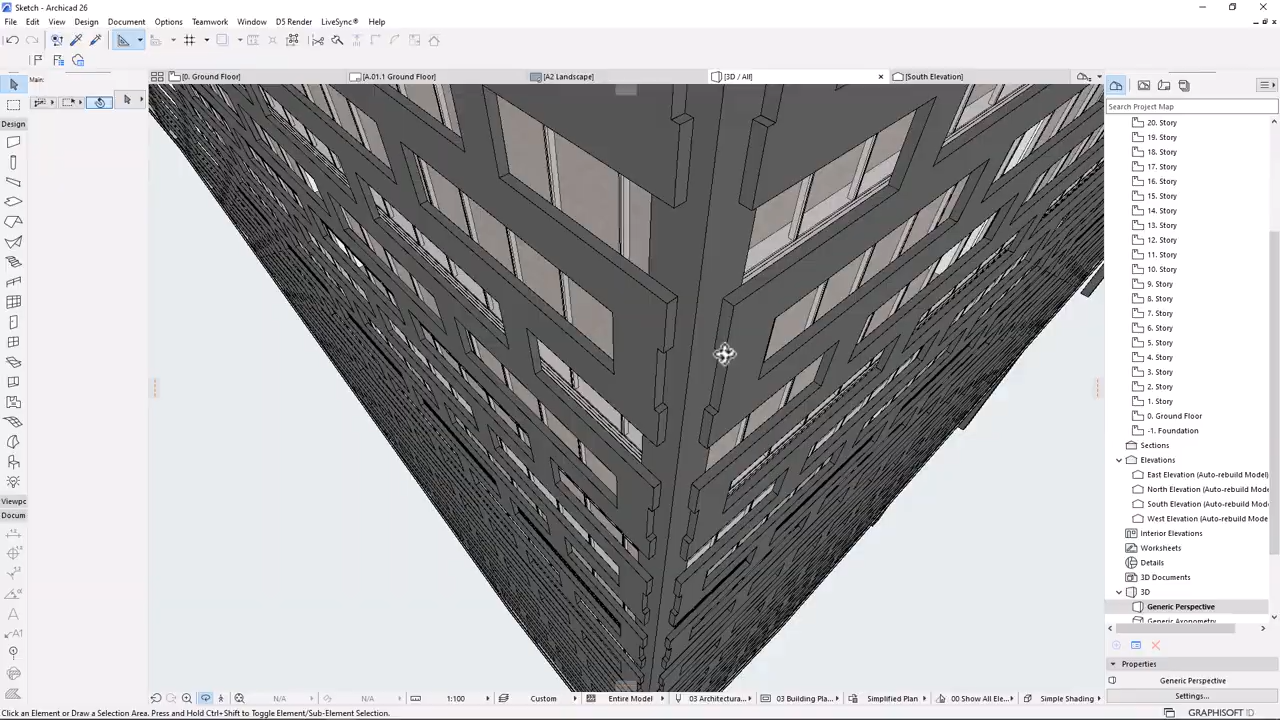 Sketch - Archicad 26
File Edit View Design Options Teamwork Window D5 Render LiveSync® Help
Main:
[0. Ground Floor] [A.01.1 Ground Floor] [A2 Landscape] [3D / All] [South Elevation]
Search Project Map
Design
20. Story
19. Story
18. Story
17. Story
16. Story
15. Story
14. Story
13. Story
12. Story
11. Story
10. Story
9. Story
8. Story
7. Story
6. Story
5. Story
4. Story
3. Story
2. Story
1. Story
0. Ground Floor
-1. Foundation
Sections
Elevations
East Elevation (Auto-rebuild Model)
North Elevation (Auto-rebuild Mode
South Elevation (Auto-rebuild Mode
West Elevation (Auto-rebuild Mode
Interior Elevations
Worksheets
Details
3D Documents
3D
Generic Perspective
Generic Axonometry
Viewpo
Docum
Properties
Generic Perspective
Settings...
N/A N/A 1:100 Custom Entire Model 03 Architectura... 03 Building Pla... Simplified Plan 00 Show All Ele... Simple Shading
Click an Element or Draw a Selection Area. Press and Hold Ctrl+Shift to Toggle Element/Sub-Element Selection.
GRAPHISOFT ID